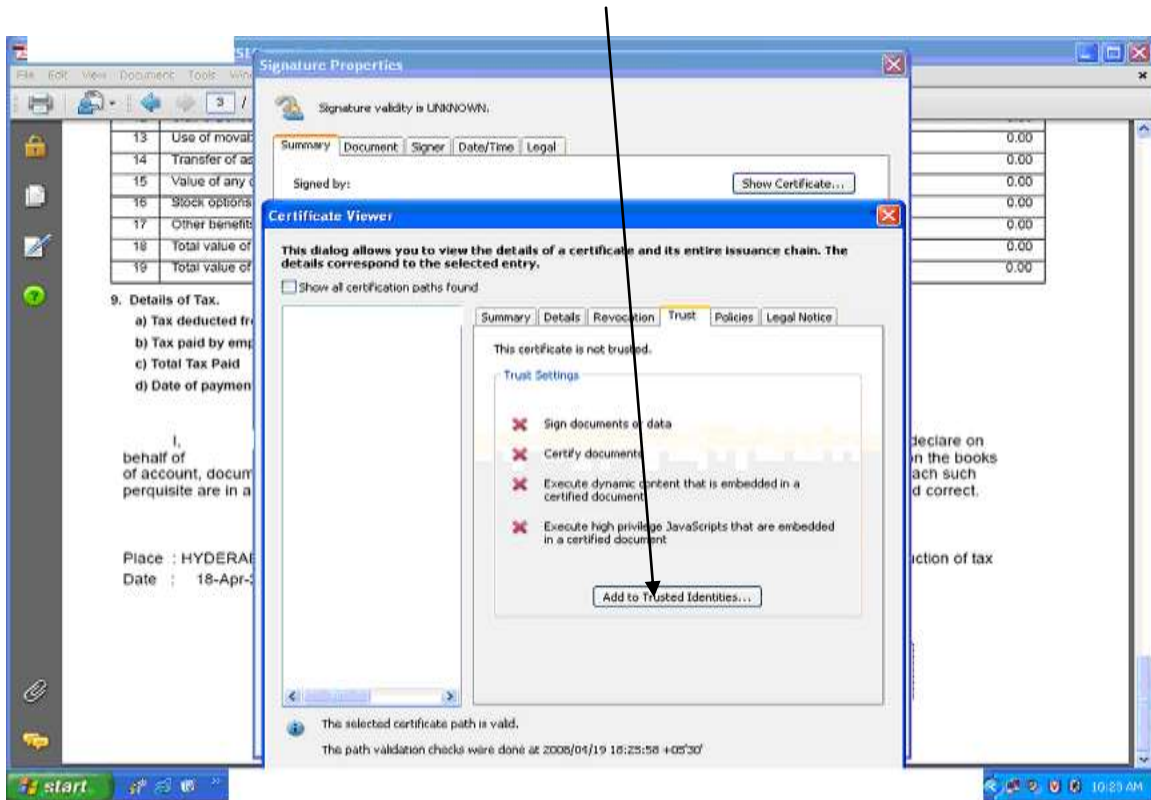 File Edit View Document Tools
Signature Properties
Signature validity is UNKNOWN.
3 /
Summary Document Signer Date/Time Legal
Signed by:
Show Certificate...
13 Use of movab 0.00
14 Transfer of as 0.00
15 Value of any 0.00
16 Stock options 0.00
17 Other benefits 0.00
18 Total value of 0.00
19 Total value of 0.00
9. Details of Tax.
a) Tax deducted fr
b) Tax paid by emp
c) Total Tax Paid
d) Date of paymen
Certificate Viewer
This dialog allows you to view the details of a certificate and its entire issuance chain. The
details correspond to the selected entry.
Show all certification paths found
Summary Details Revocation Trust Policies Legal Notice
This certificate is not trusted.
Trust Settings
Sign documents or data
Certify documents
Execute dynamic content that is embedded in a
certified document
Execute high privilege JavaScripts that are embedded
in a certified document
Add to Trusted Identities...
The selected certificate path is valid.
The path validation checks were done at 2008/04/19 18:25:58 +05'30'
I, declare on
behalf of on the books
of account, docum ach such
perquisite are in a d correct.
Place : HYDERAB
uction of tax
Date : 18-Apr-
start
10:23 AM